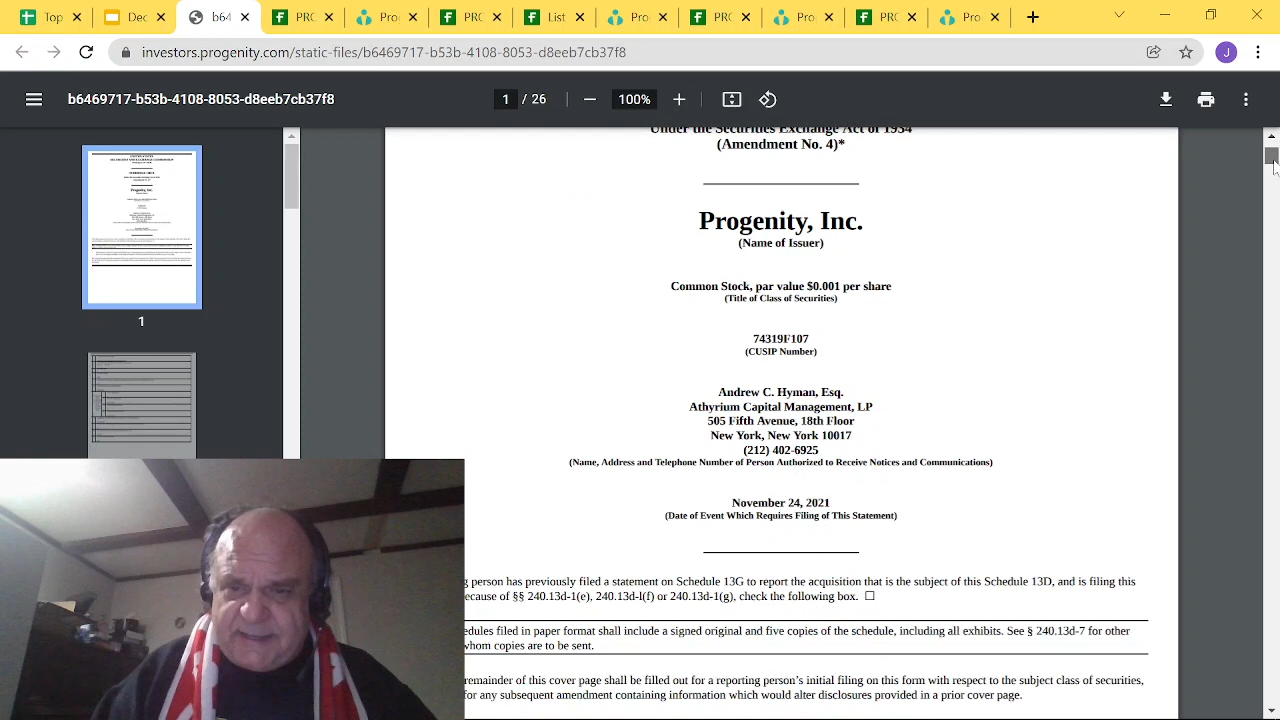 Top
Dec
b64
PRC
Pro
PRC
List
Pro
PRC
Pro
PRC
Pro
investors.progenity.com/static-files/b6469717-b53b-4108-8053-d8eeb7cb37f8
J
b6469717-b53b-4108-8053-d8eeb7cb37f8
1 / 26
100%
Under the Securities Exchange Act of 1934
(Amendment No. 4)*
Progenity, Inc.
(Name of Issuer)
Common Stock, par value $0.001 per share
(Title of Class of Securities)
74319F107
(CUSIP Number)
Andrew C. Hyman, Esq.
Athyrium Capital Management, LP
505 Fifth Avenue, 18th Floor
New York, New York 10017
(212) 402-6925
(Name, Address and Telephone Number of Person Authorized to Receive Notices and Communications)
November 24, 2021
(Date of Event Which Requires Filing of This Statement)
g person has previously filed a statement on Schedule 13G to report the acquisition that is the subject of this Schedule 13D, and is filing this
ecause of §§ 240.13d-1(e), 240.13d-l(f) or 240.13d-1(g), check the following box. ☐
edules filed in paper format shall include a signed original and five copies of the schedule, including all exhibits. See § 240.13d-7 for other
whom copies are to be sent.
remainder of this cover page shall be filled out for a reporting person's initial filing on this form with respect to the subject class of securities,
for any subsequent amendment containing information which would alter disclosures provided in a prior cover page.
1
Progenity, Inc.